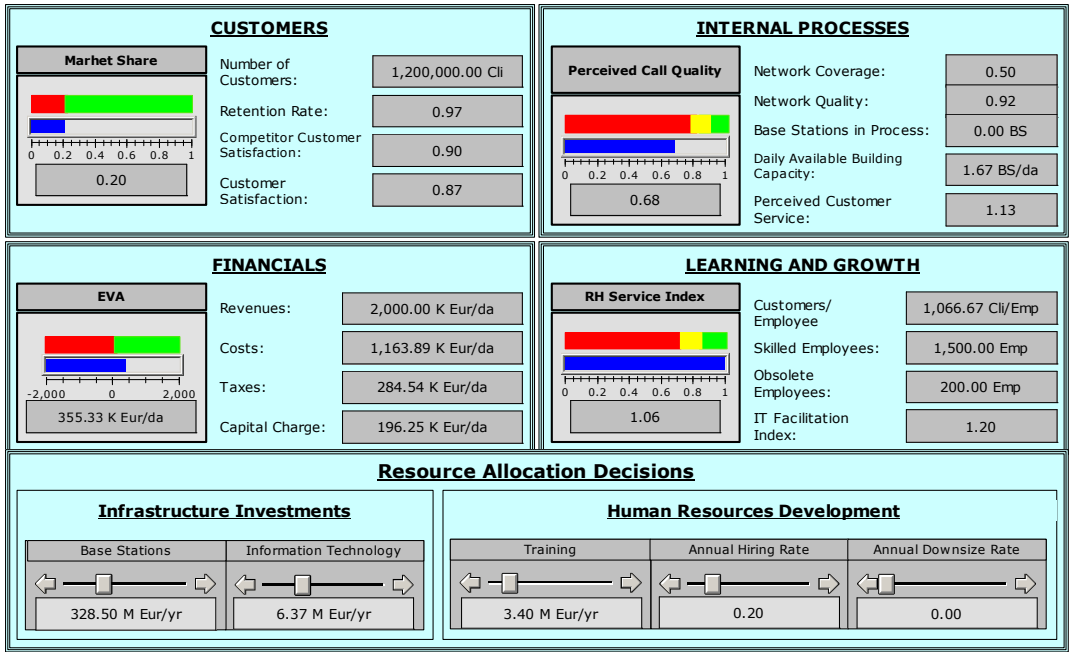 CUSTOMERS
Marhet Share
0 0.2 0.4 0.6 0.8 1
0.20
Number of
Customers:
1,200,000.00 Cli
Retention Rate:
0.97
Competitor Customer
Satisfaction:
0.90
Customer
Satisfaction:
0.87
INTERNAL PROCESSES
Perceived Call Quality
0 0.2 0.4 0.6 0.8 1
0.68
Network Coverage:
0.50
Network Quality:
0.92
Base Stations in Process:
0.00 BS
Daily Available Building
Capacity:
1.67 BS/da
Perceived Customer
Service:
1.13
FINANCIALS
EVA
-2,000 0 2,000
355.33 K Eur/da
Revenues:
2,000.00 K Eur/da
Costs:
1,163.89 K Eur/da
Taxes:
284.54 K Eur/da
Capital Charge:
196.25 K Eur/da
LEARNING AND GROWTH
RH Service Index
0 0.2 0.4 0.6 0.8 1
1.06
Customers/
Employee
1,066.67 Cli/Emp
Skilled Employees:
1,500.00 Emp
Obsolete
Employees:
200.00 Emp
IT Facilitation
Index:
1.20
Resource Allocation Decisions
Infrastructure Investments
Base Stations
328.50 M Eur/yr
Information Technology
6.37 M Eur/yr
Human Resources Development
Training
3.40 M Eur/yr
Annual Hiring Rate
0.20
Annual Downsize Rate
0.00